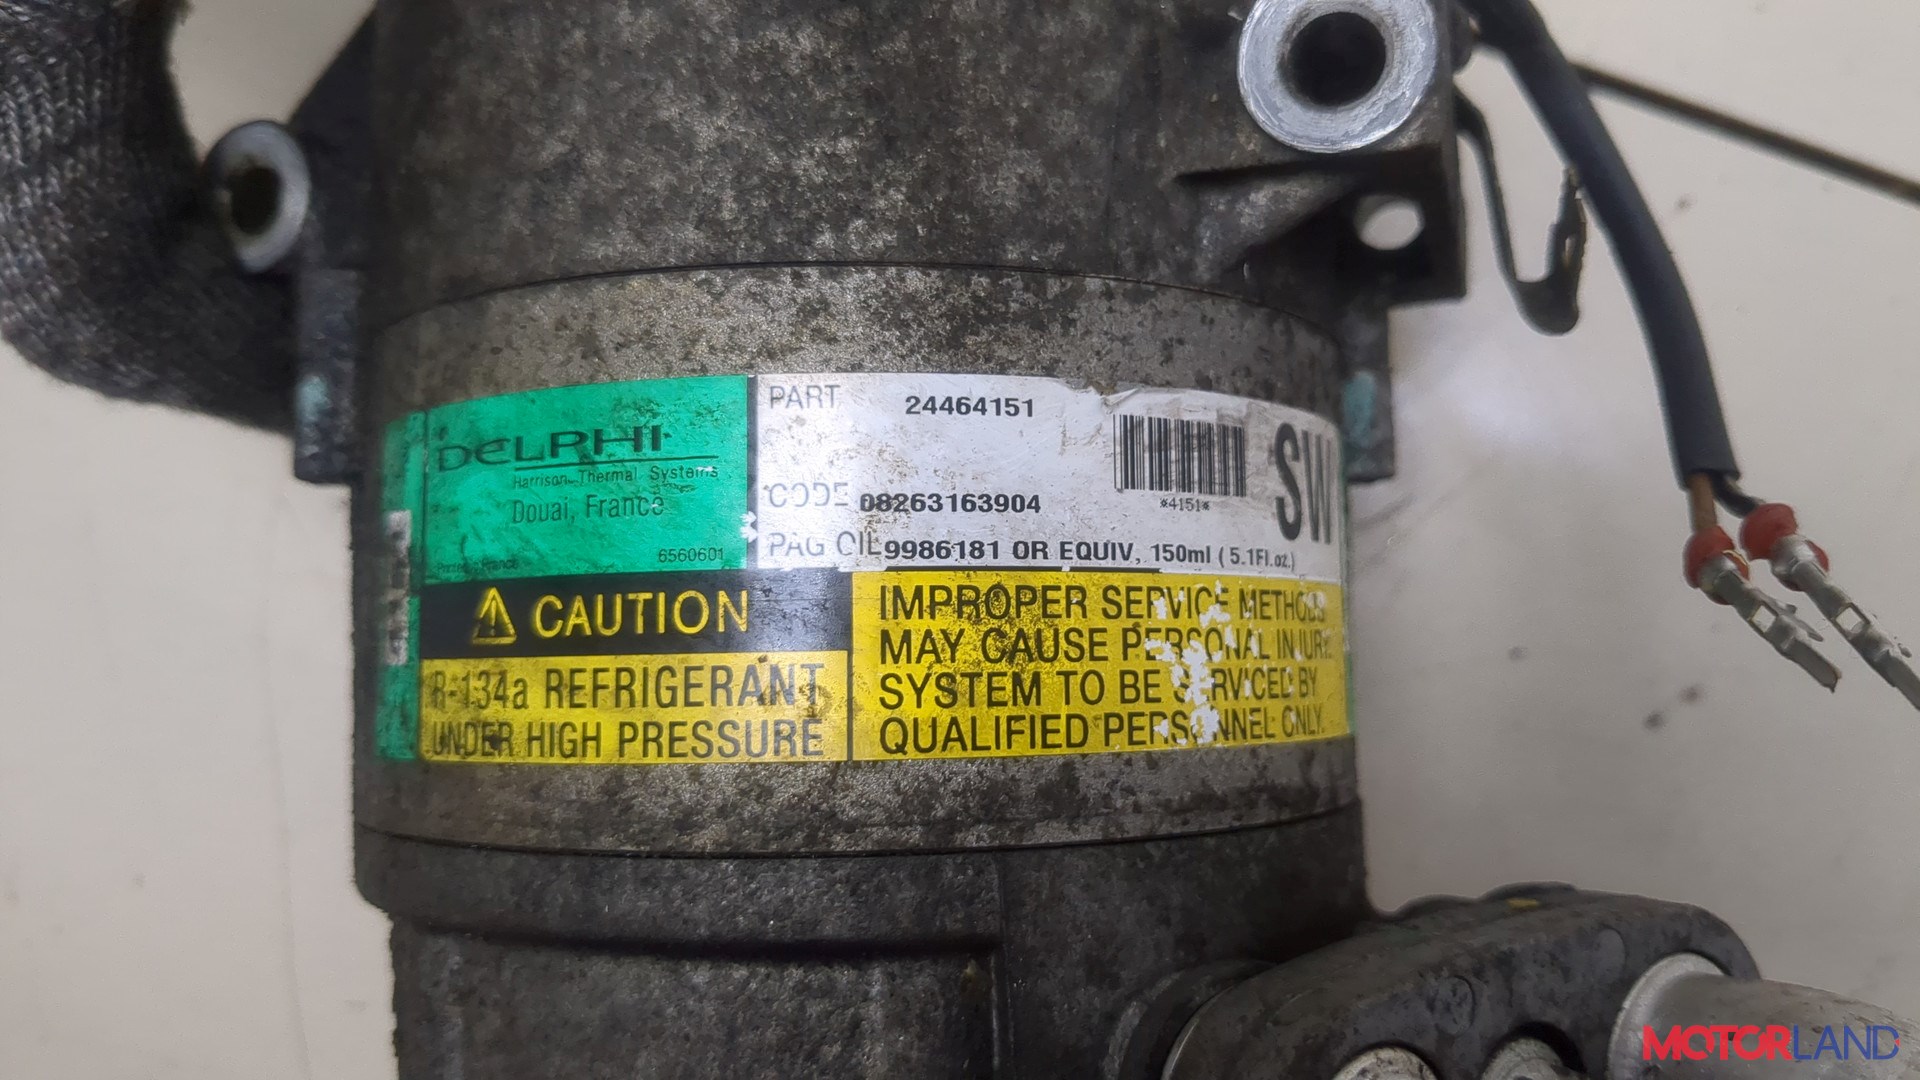 DELPHI
Harrison Thermal Systems
Douai, France
6560601
PART 24464151
*4151*
SW
CODE 08263163904
PAG OIL 9986181 OR EQUIV, 150ml (5.1Fl.oz.)
CAUTION
R-134a REFRIGERANT
UNDER HIGH PRESSURE
IMPROPER SERVICE METHODS
MAY CAUSE PERSONAL INJURY.
SYSTEM TO BE SERVICED BY
QUALIFIED PERSONNEL ONLY.
MOTORLAND